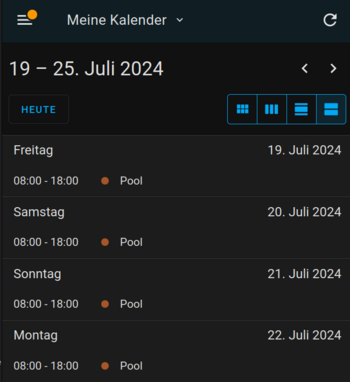 Meine Kalender
19 – 25. Juli 2024
HEUTE
Freitag 19. Juli 2024
08:00 - 18:00 Pool
Samstag 20. Juli 2024
08:00 - 18:00 Pool
Sonntag 21. Juli 2024
08:00 - 18:00 Pool
Montag 22. Juli 2024
08:00 - 18:00 Pool